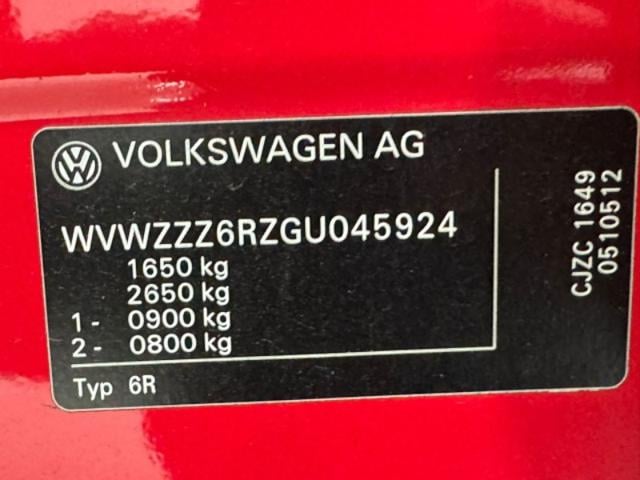 VOLKSWAGEN AG
WVWZZZ6RZGU045924
1650 kg
2650 kg
1 - 0900 kg
2 - 0800 kg
Typ 6R
CJZC 1649
0510512